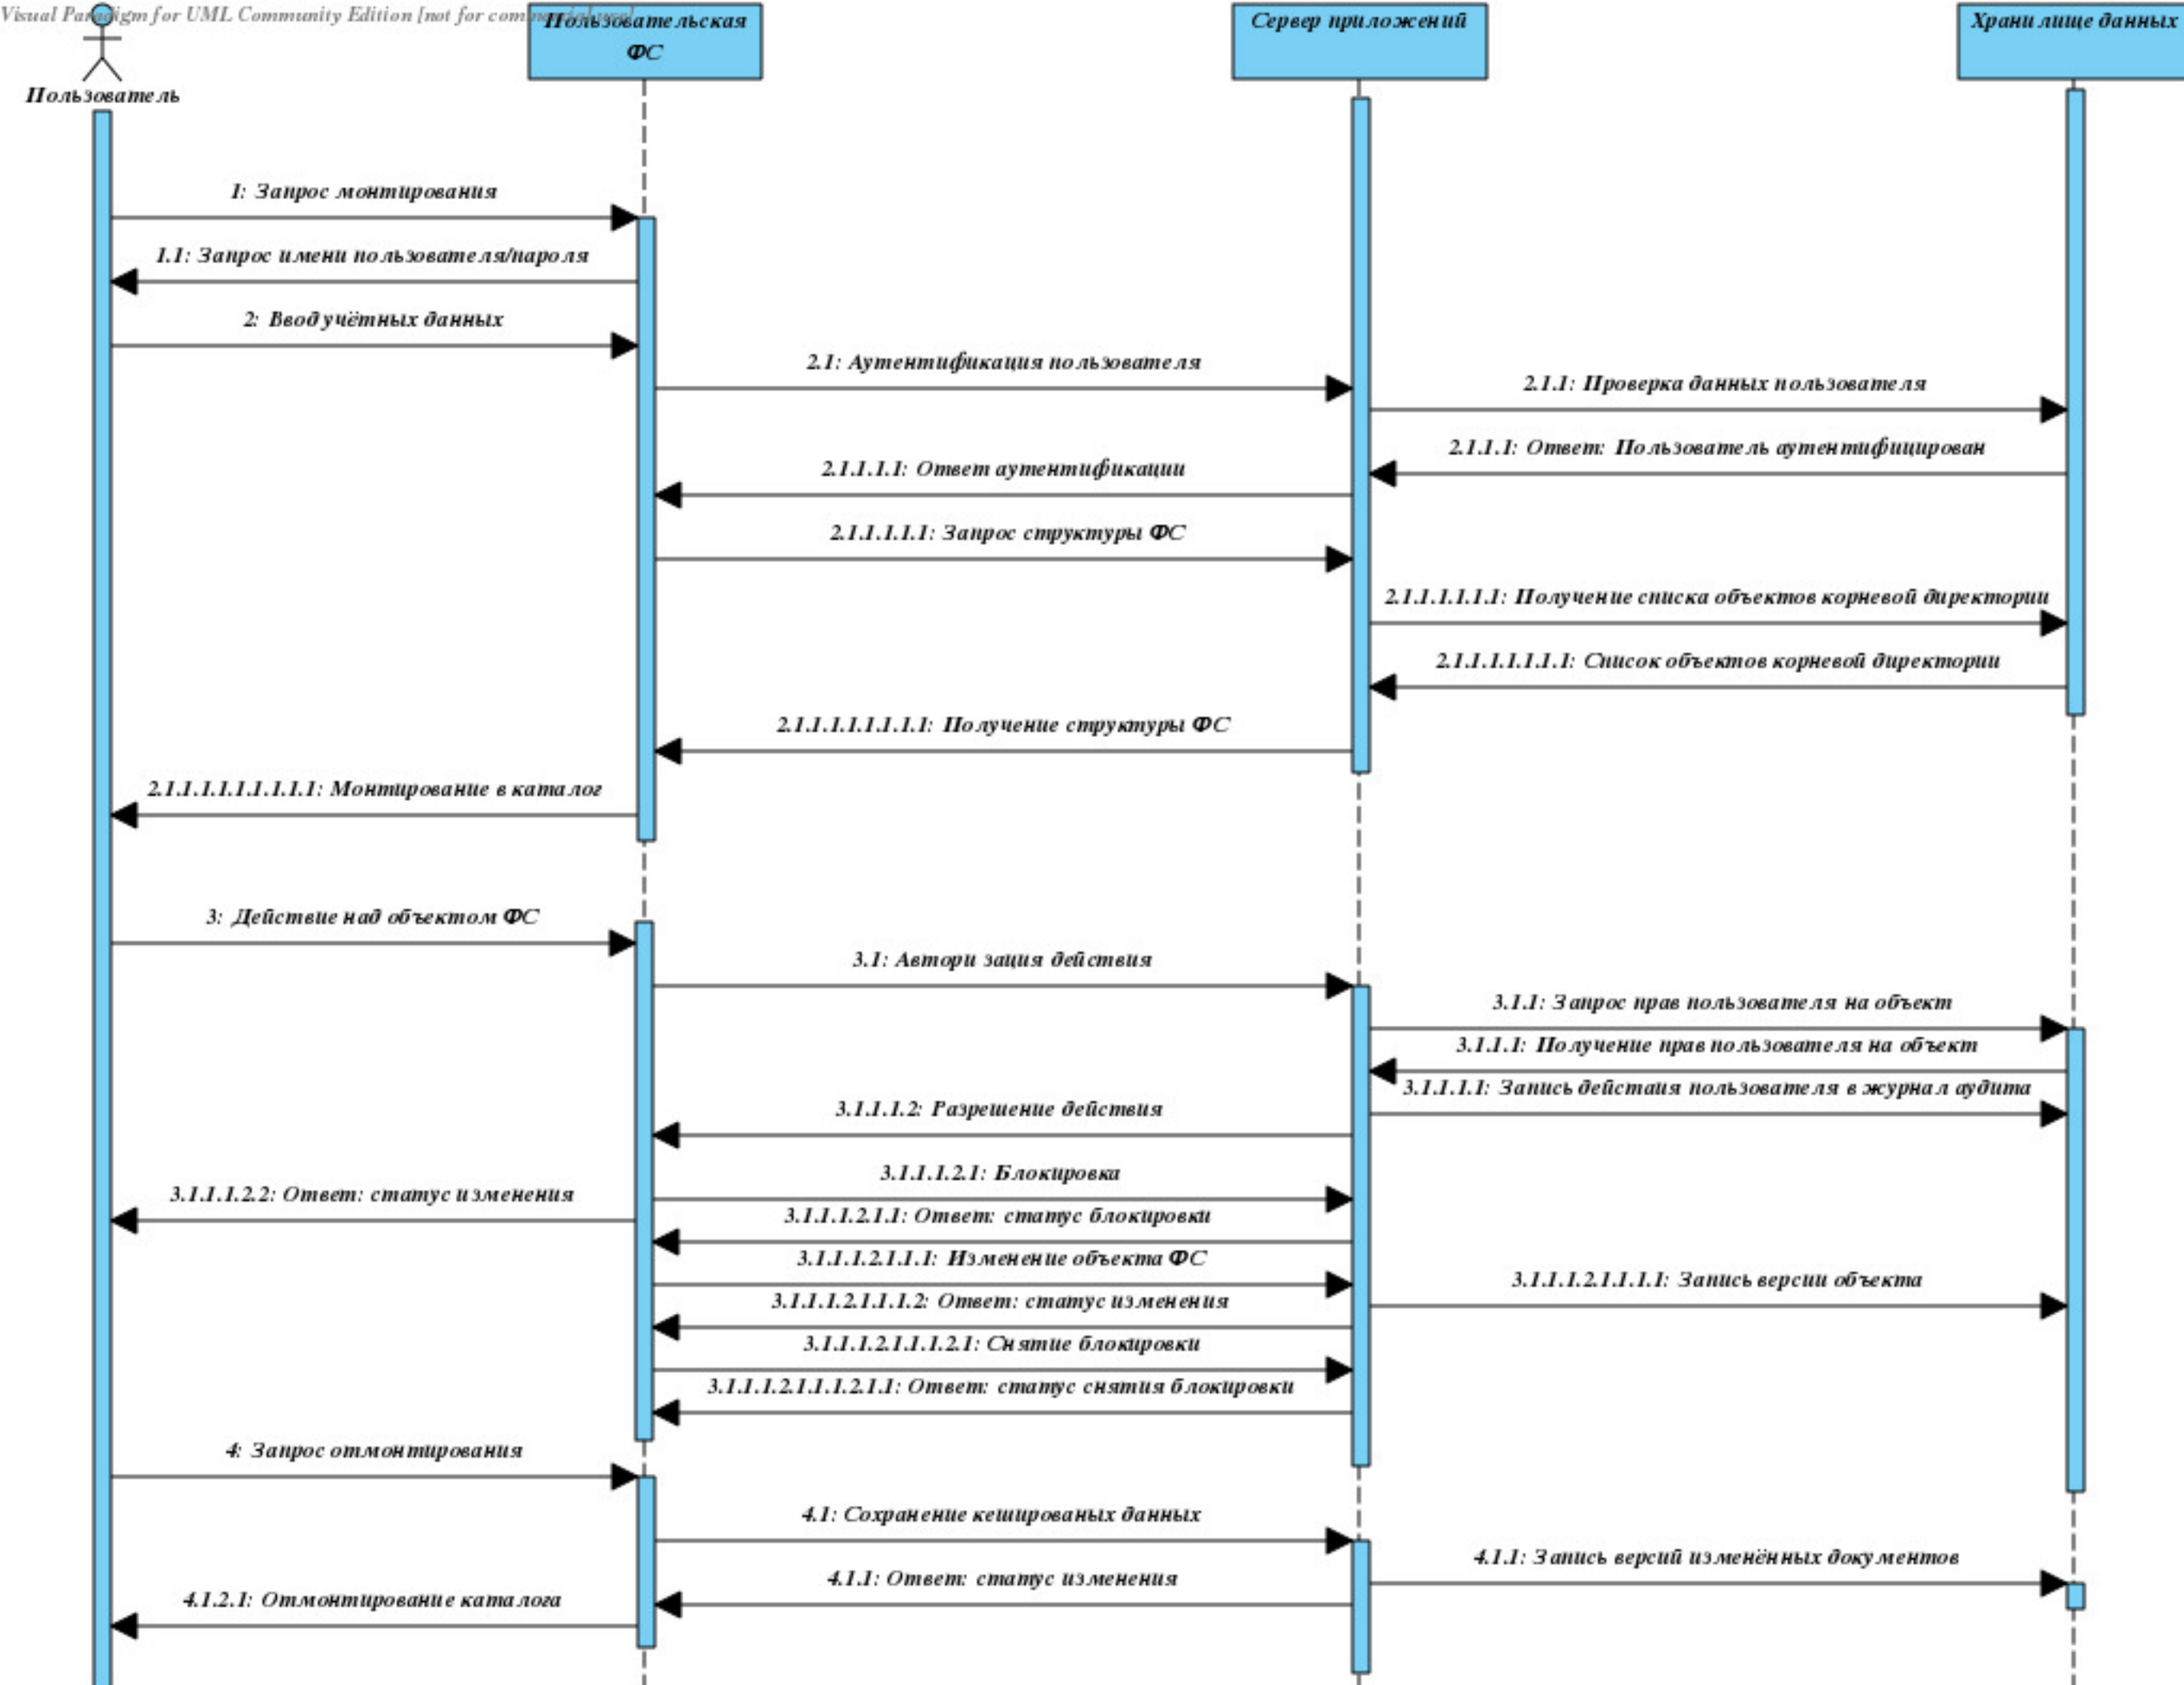 Visual Paradigm for UML Community Edition [not for commercial use]
Пользовательская
ФС
Сервер приложений
Хранилище данных
Пользователь
1: Запрос монтирования
1.1: Запрос имени пользователя/пароля
2: Ввод учётных данных
2.1: Аутентификация пользователя
2.1.1: Проверка данных пользователя
2.1.1.1: Ответ: Пользователь аутентифицирован
2.1.1.1.1: Ответ аутентификации
2.1.1.1.1.1: Запрос структуры ФС
2.1.1.1.1.1.1: Получение списка объектов корневой директории
2.1.1.1.1.1.1.1: Список объектов корневой директории
2.1.1.1.1.1.1.1.1: Получение структуры ФС
2.1.1.1.1.1.1.1.1.1: Монтирование в каталог
3: Действие над объектом ФС
3.1: Авторизация действия
3.1.1: Запрос прав пользователя на объект
3.1.1.1: Получение прав пользователя на объект
3.1.1.1.1: Запись действаия пользователя в журнал аудита
3.1.1.1.2: Разрешение действия
3.1.1.1.2.1: Блокировка
3.1.1.1.2.2: Ответ: статус изменения
3.1.1.1.2.1.1: Ответ: статус блокировки
3.1.1.1.2.1.1.1: Изменение объекта ФС
3.1.1.1.2.1.1.1.1: Запись версии объекта
3.1.1.1.2.1.1.1.2: Ответ: статус изменения
3.1.1.1.2.1.1.1.2.1: Снятие блокировки
3.1.1.1.2.1.1.1.2.1.1: Ответ: статус снятия блокировки
4: Запрос отмонтирования
4.1: Сохранение кешированых данных
4.1.1: Запись версий изменённых документов
4.1.1: Ответ: статус изменения
4.1.2.1: Отмонтирование каталога